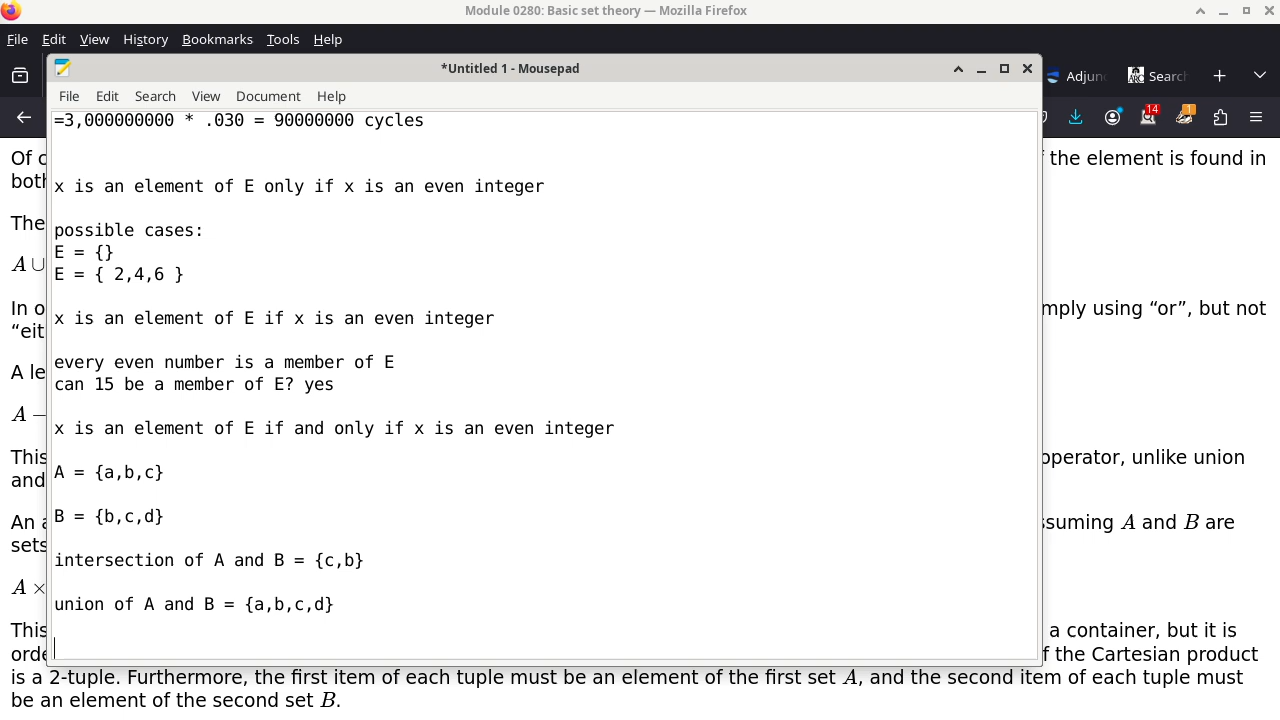 Module 0280: Basic set theory — Mozilla Firefox
File Edit View History Bookmarks Tools Help
*Untitled 1 - Mousepad
Adjun
Search
File Edit Search View Document Help
14
1
=3,000000000 * .030 = 90000000 cycles
the element is found in
x is an element of E only if x is an even integer
The
possible cases:
E = {}
A ∪
E = { 2,4,6 }
In
using “or”, but not
x is an element of E if x is an even integer
every even number is a member of E
can 15 be a member of E? yes
A —
x is an element of E if and only if x is an even integer
This
operator, unlike union
A = {a,b,c}
and
B = {b,c,d}
An
A and B are
sets
intersection of A and B = {c,b}
A ×
union of A and B = {a,b,c,d}
This
a container, but it is
the Cartesian product
is a 2-tuple. Furthermore, the first item of each tuple must be an element of the first set A, and the second item of each tuple must
be an element of the second set B.